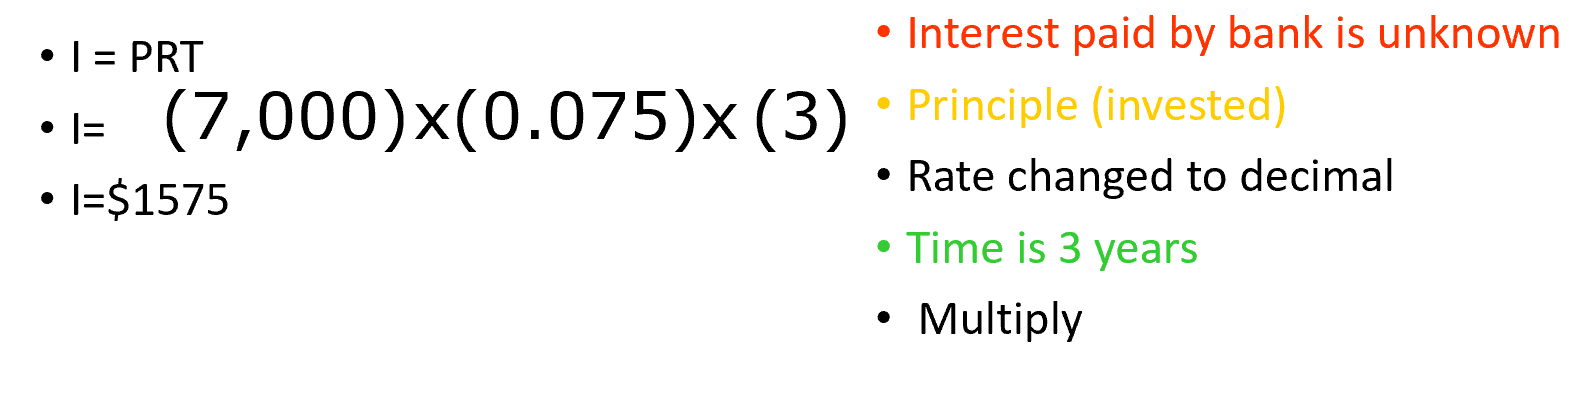 • I = PRT
• I= (7,000)x(0.075)x(3)
• I=$1575
• Interest paid by bank is unknown
• Principle (invested)
• Rate changed to decimal
• Time is 3 years
• Multiply